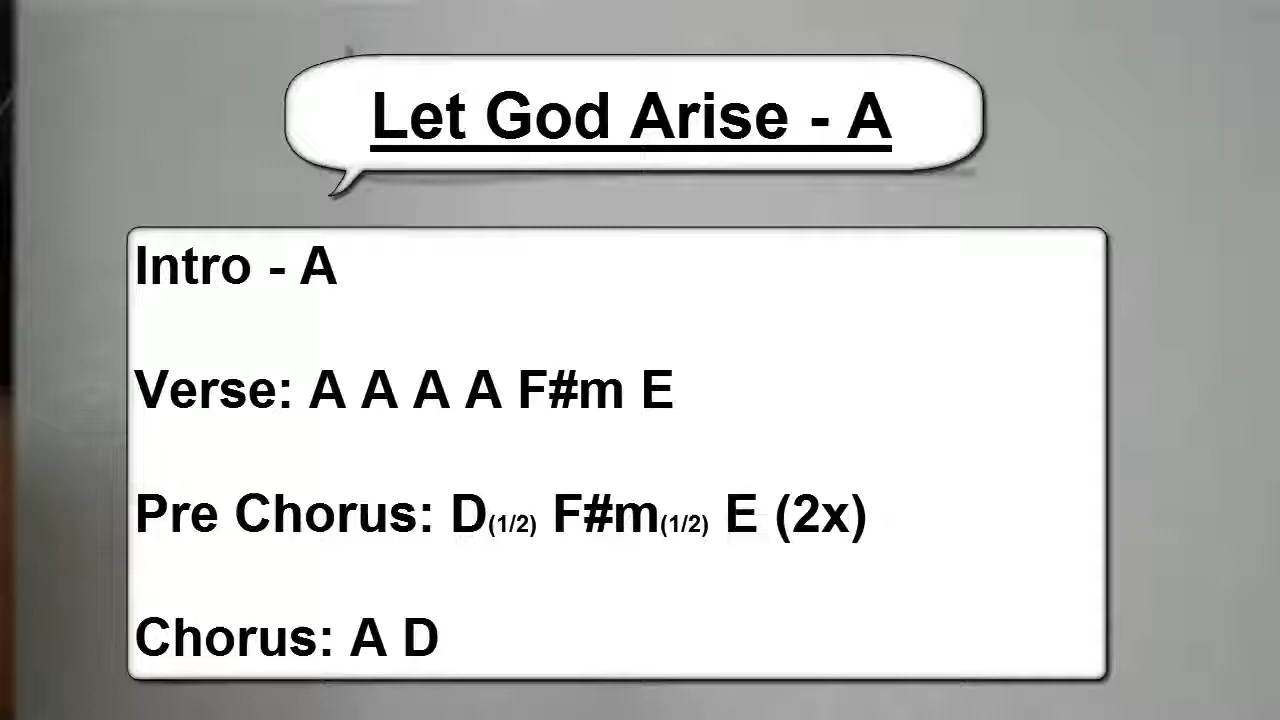 Let God Arise - A
Intro - A
Verse: A A A A F#m E
Pre Chorus: D(1/2) F#m(1/2) E (2x)
Chorus: A D